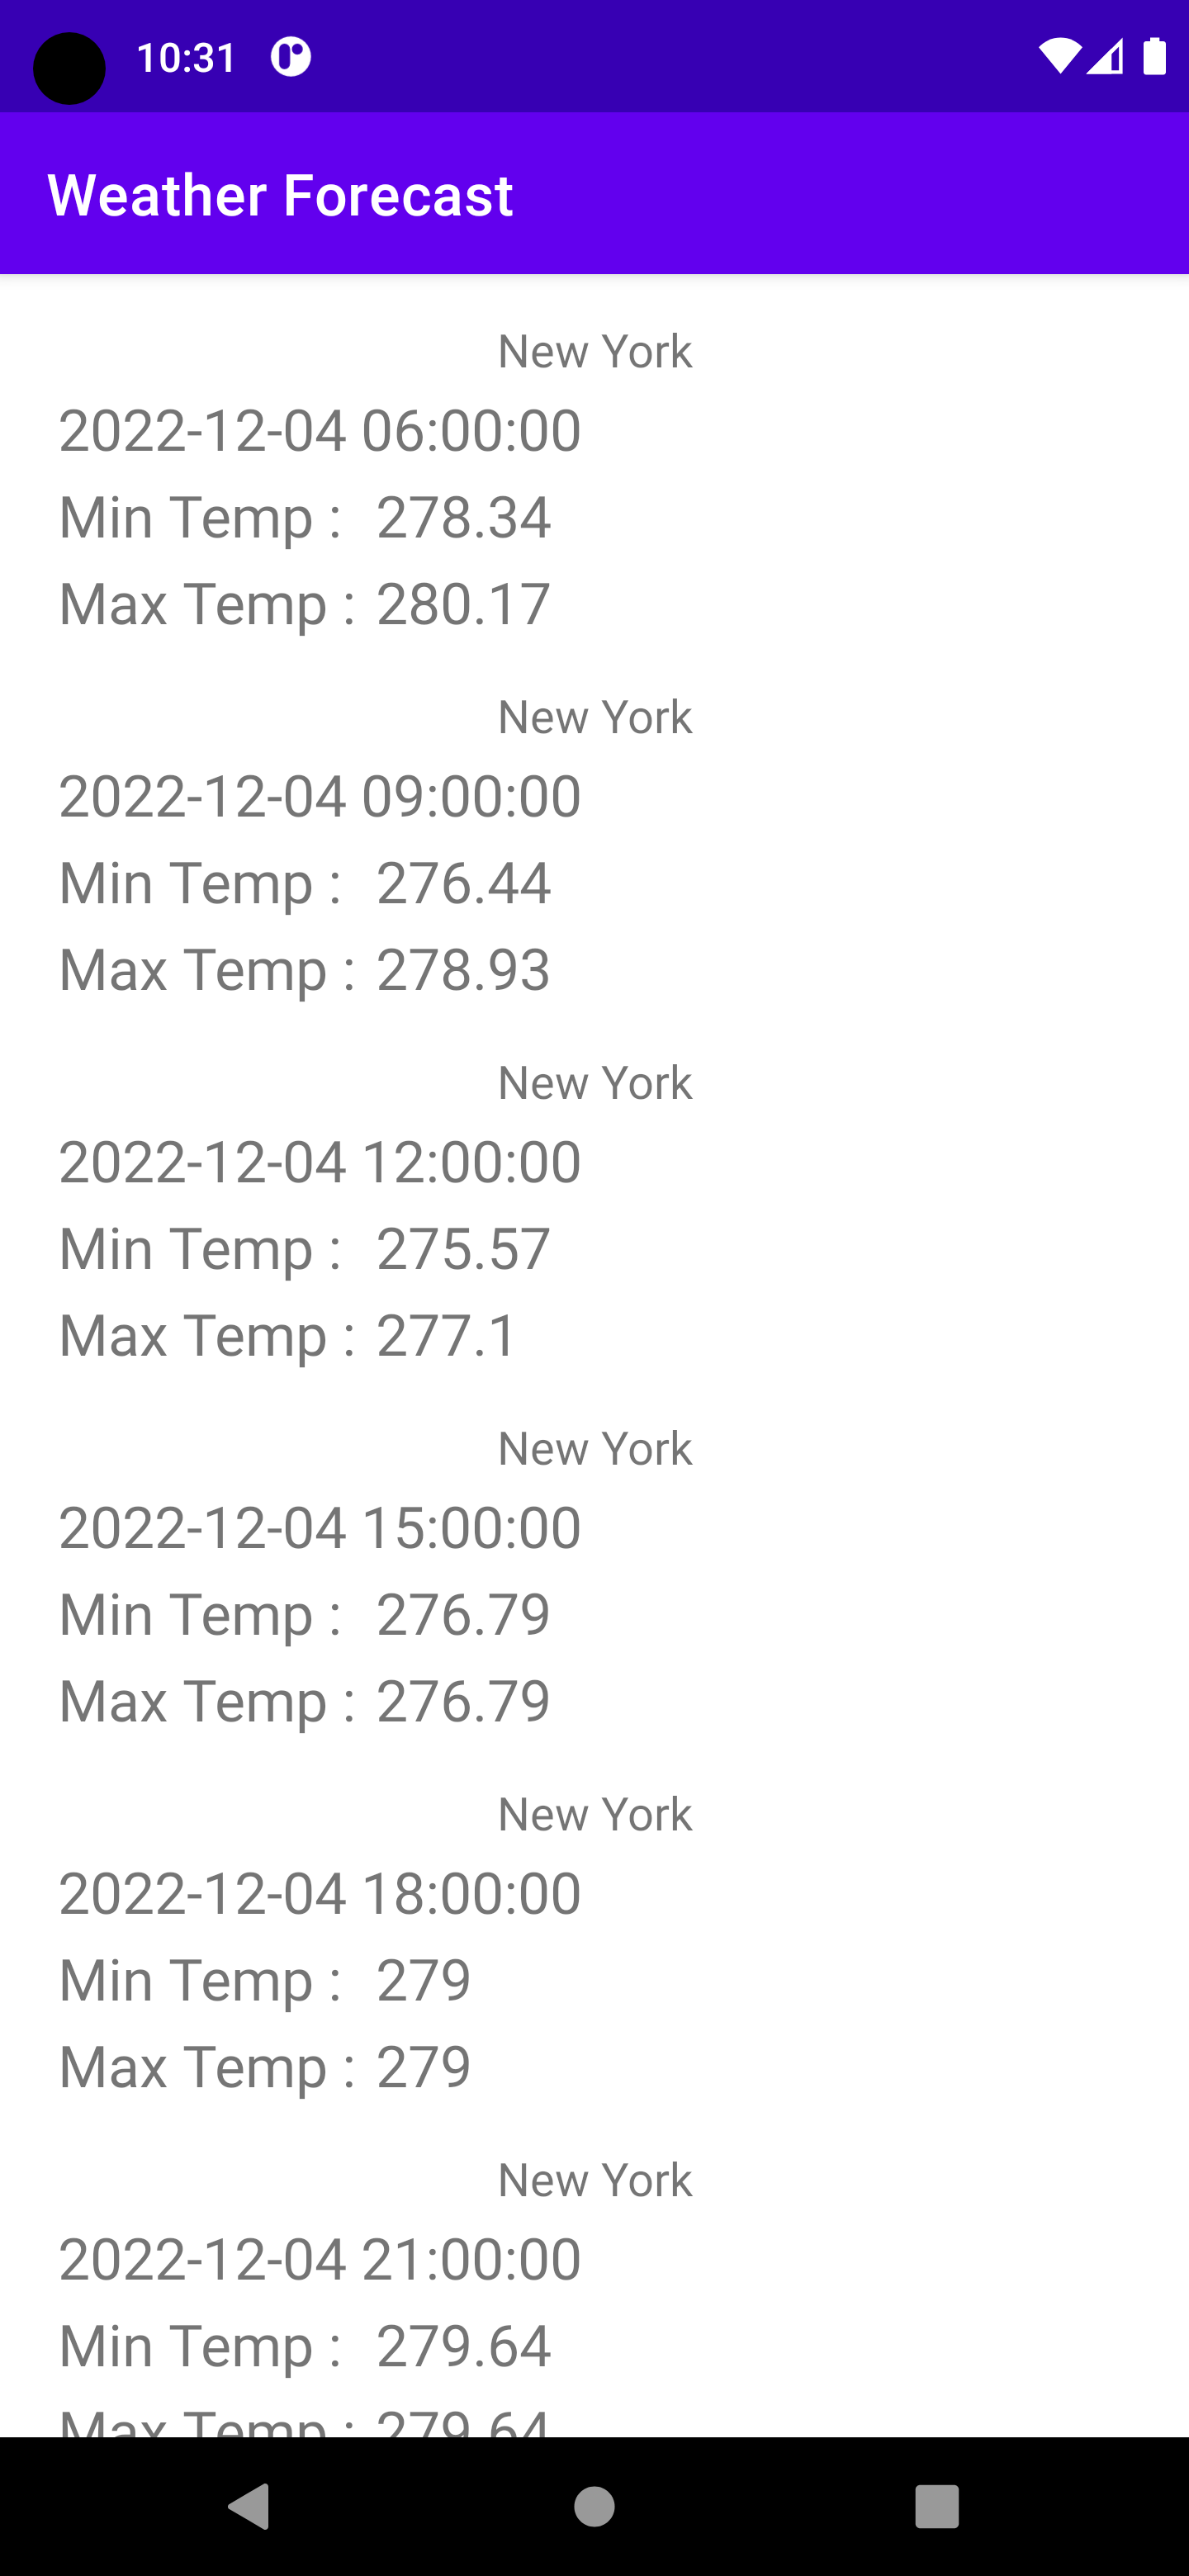 10:31
Weather Forecast
New York
2022-12-04 06:00:00
Min Temp : 278.34
Max Temp : 280.17
New York
2022-12-04 09:00:00
Min Temp : 276.44
Max Temp : 278.93
New York
2022-12-04 12:00:00
Min Temp : 275.57
Max Temp : 277.1
New York
2022-12-04 15:00:00
Min Temp : 276.79
Max Temp : 276.79
New York
2022-12-04 18:00:00
Min Temp : 279
Max Temp : 279
New York
2022-12-04 21:00:00
Min Temp : 279.64
Max Temp : 279.64